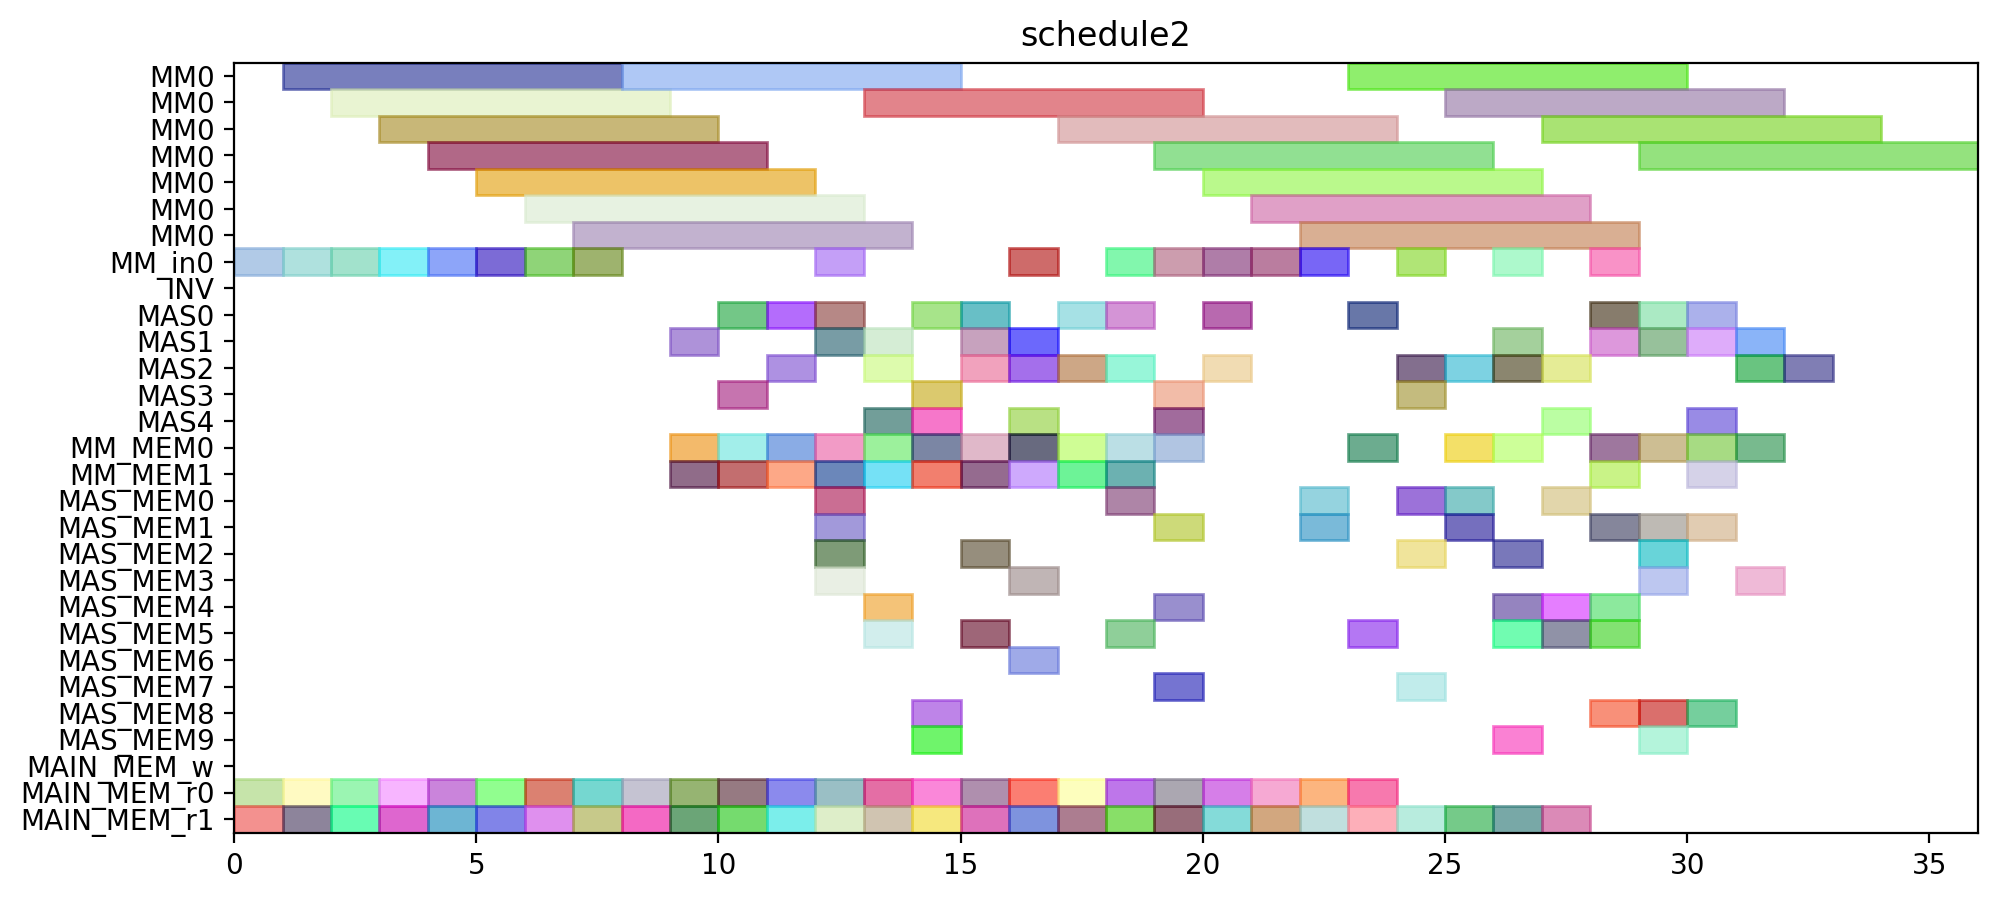 schedule2
MM0
MM0
MM0
MM0
MM0
MM0
MM0
MM_in0
INV
MAS0
MAS1
MAS2
MAS3
MAS4
MM_MEM0
MM_MEM1
MAS_MEM0
MAS_MEM1
MAS_MEM2
MAS_MEM3
MAS_MEM4
MAS_MEM5
MAS_MEM6
MAS_MEM7
MAS_MEM8
MAS_MEM9
MAIN_MEM_w
MAIN_MEM_r0
MAIN_MEM_r1
0 5 10 15 20 25 30 35